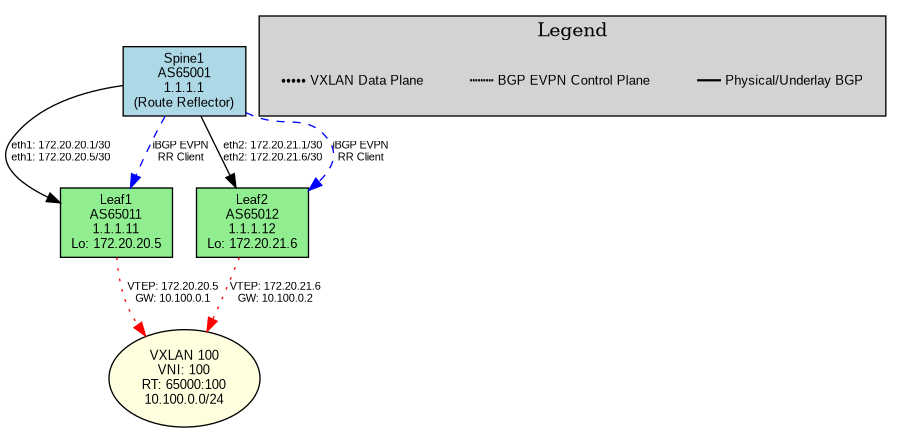 Legend
••••• VXLAN Data Plane
BGP EVPN Control Plane
Physical/Underlay BGP
Spine1
AS65001
1.1.1.1
(Route Reflector)
eth1: 172.20.20.1/30
eth1: 172.20.20.5/30
iBGP EVPN
RR Client
eth2: 172.20.21.1/30
eth2: 172.20.21.6/30
iBGP EVPN
RR Client
Leaf1
AS65011
1.1.1.11
Lo: 172.20.20.5
Leaf2
AS65012
1.1.1.12
Lo: 172.20.21.6
VTEP: 172.20.20.5
GW: 10.100.0.1
VTEP: 172.20.21.6
GW: 10.100.0.2
VXLAN 100
VNI: 100
RT: 65000:100
10.100.0.0/24